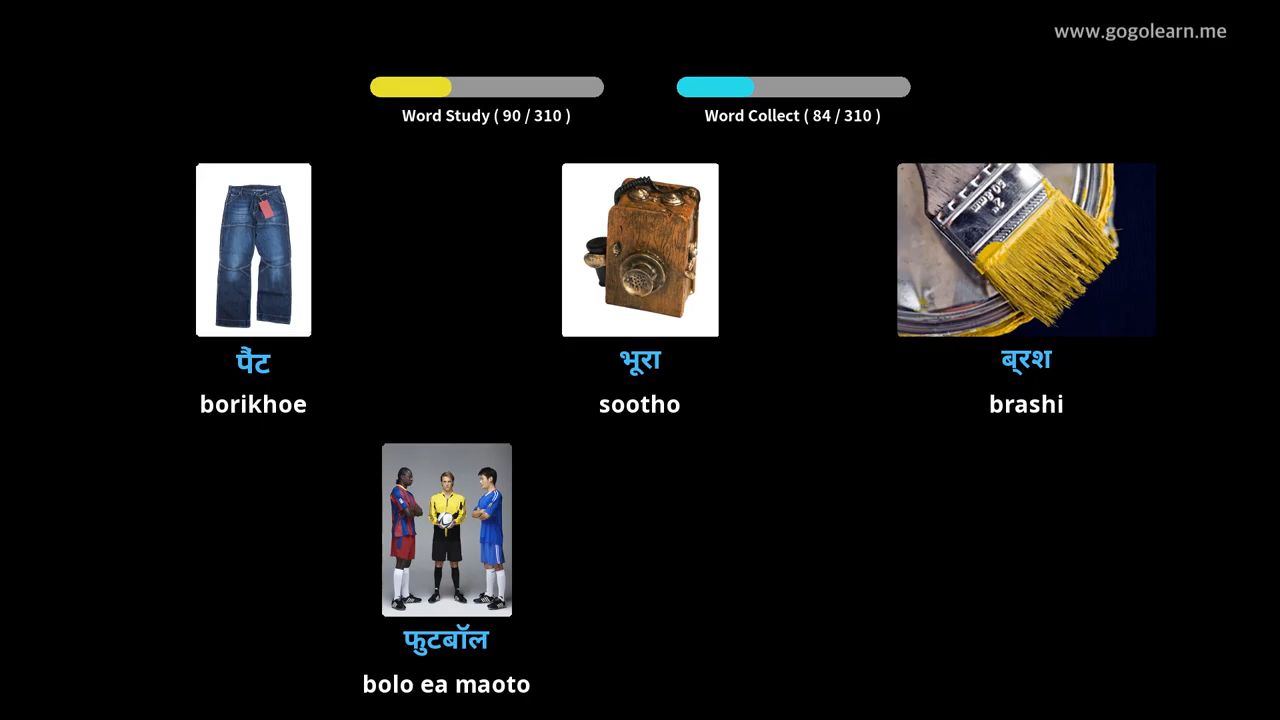 www.gogolearn.me
Word Study ( 90 / 310 )
Word Collect ( 84 / 310 )
पैंट
borikhoe
भूरा
sootho
ब्रश
brashi
फुटबॉल
bolo ea maoto